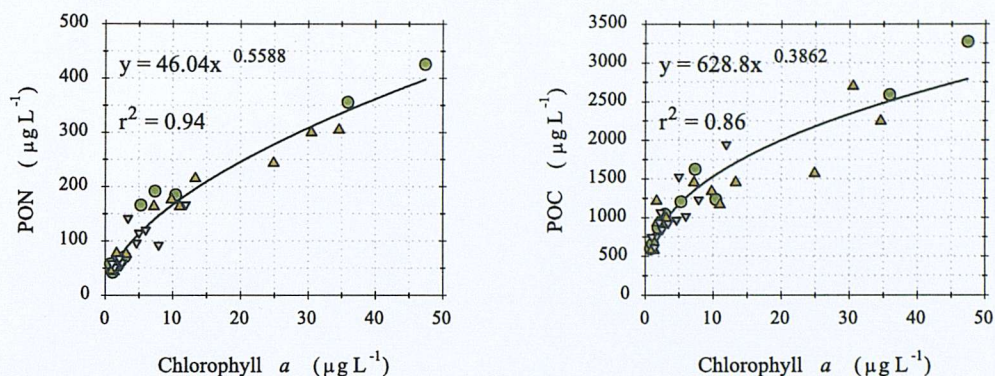 500
400
300
200
100
0
PON ( µg L⁻¹)
y = 46.04x 0.5588
r² = 0.94
0 10 20 30 40 50
Chlorophyll a ( µg L⁻¹)
3500
3000
2500
2000
1500
1000
500
0
POC ( µg L⁻¹)
y = 628.8x 0.3862
r² = 0.86
0 10 20 30 40 50
Chlorophyll a ( µg L⁻¹)